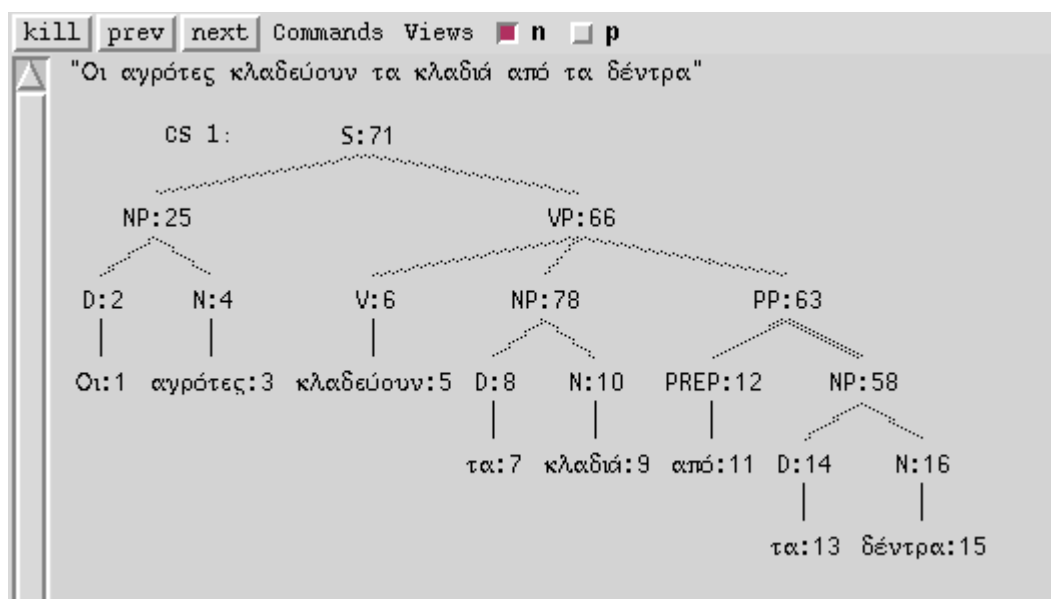 kill prev next Commands Views n p
"Οι αγρότες κλαδεύουν τα κλαδιά από τα δέντρα"
CS 1: S:71
NP:25 VP:66
D:2 N:4 V:6 NP:78 PP:63
Οι:1 αγρότες:3 κλαδεύουν:5 D:8 N:10 PREP:12 NP:58
τα:7 κλαδιά:9 από:11 D:14 N:16
τα:13 δέντρα:15